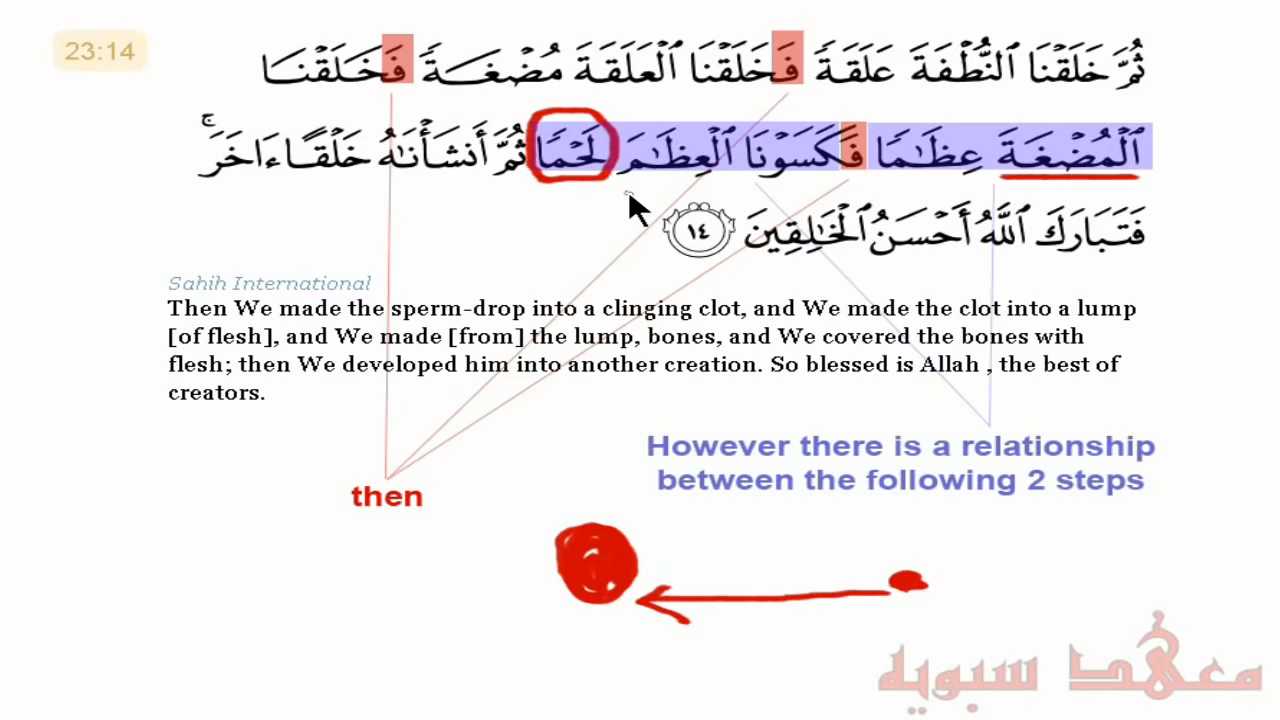 23:14
ثُمَّ خَلَقْنَا ٱلنُّطْفَةَ عَلَقَةً فَخَلَقْنَا ٱلْعَلَقَةَ مُضْغَةً فَخَلَقْنَا
ٱلْمُضْغَةَ عِظَٰمًا فَكَسَوْنَا ٱلْعِظَٰمَ لَحْمًا ثُمَّ أَنشَأْنَٰهُ خَلْقًا ءَاخَرَ ۚ
فَتَبَارَكَ ٱللَّهُ أَحْسَنُ ٱلْخَٰلِقِينَ ١٤
Sahih International
Then We made the sperm-drop into a clinging clot, and We made the clot into a lump
[of flesh], and We made [from] the lump, bones, and We covered the bones with
flesh; then We developed him into another creation. So blessed is Allah , the best of
creators.
However there is a relationship
between the following 2 steps
then
معهد سبويه